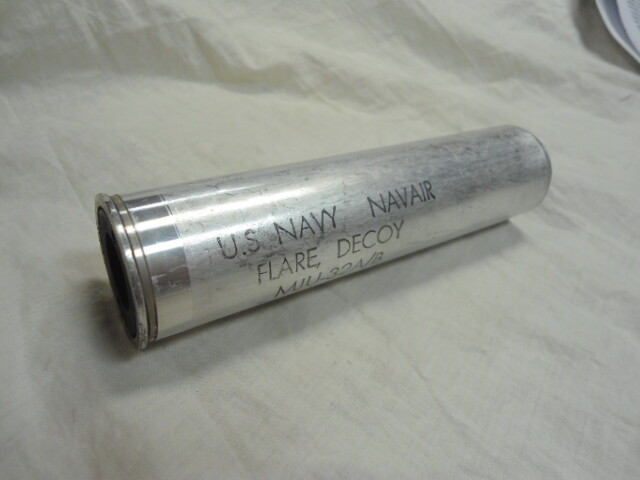 U.S. NAVY NAVAIR
FLARE, DECOY
MJU-32A/B